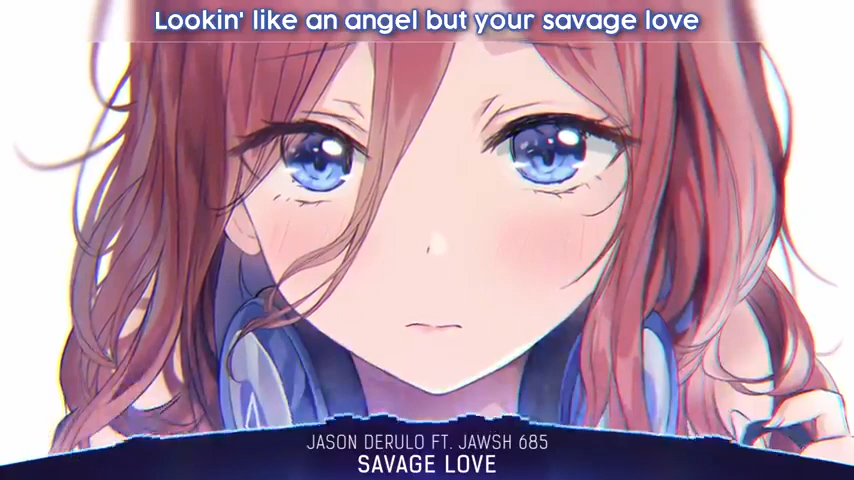 Lookin' like an angel but your savage love
JASON DERULO FT. JAWSH 685
SAVAGE LOVE